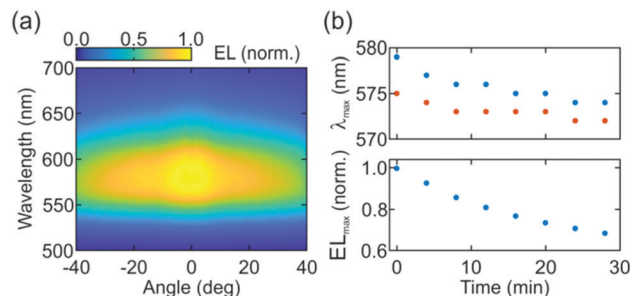 (a)
0.0 0.5 1.0
EL (norm.)
700
650
600
550
500
Wavelength (nm)
-40 -20 0 20 40
Angle (deg)
(b)
580
575
570
λmax (nm)
1.0
0.8
0.6
ELmax (norm.)
0 10 20 30
Time (min)